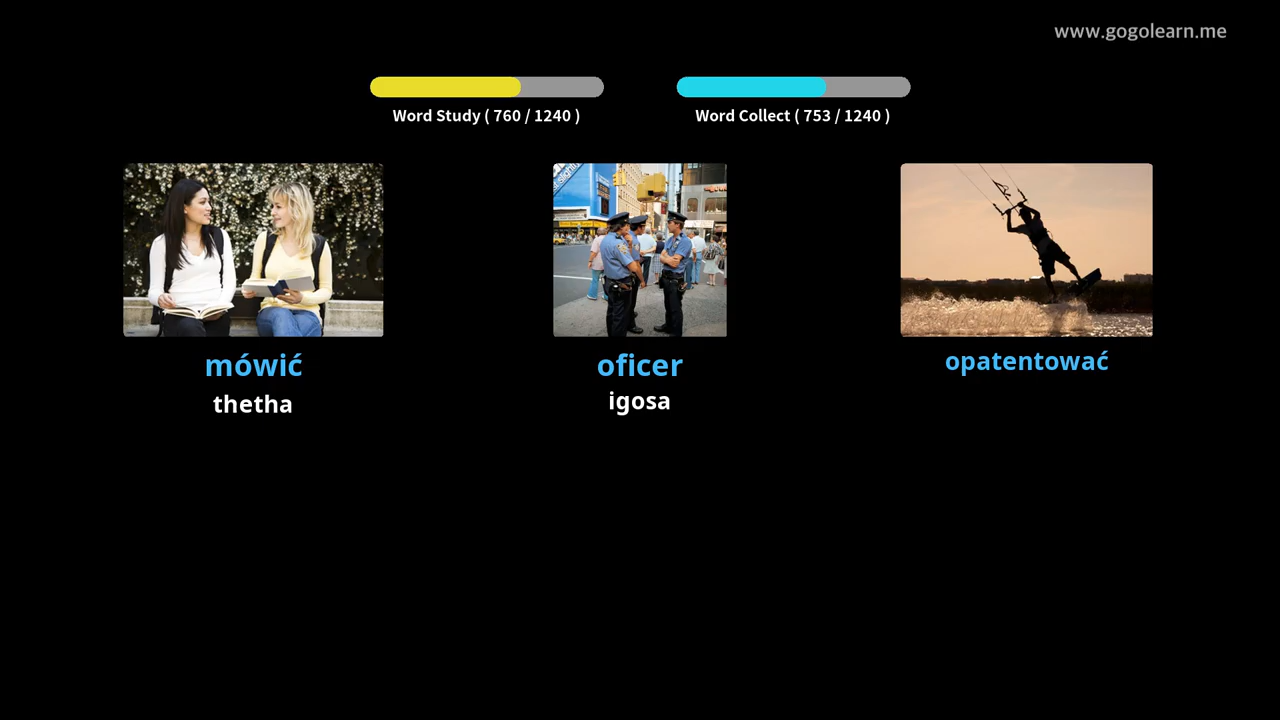 www.gogolearn.me
Word Study ( 760 / 1240 )
Word Collect ( 753 / 1240 )
mówić
thetha
oficer
igosa
opatentować